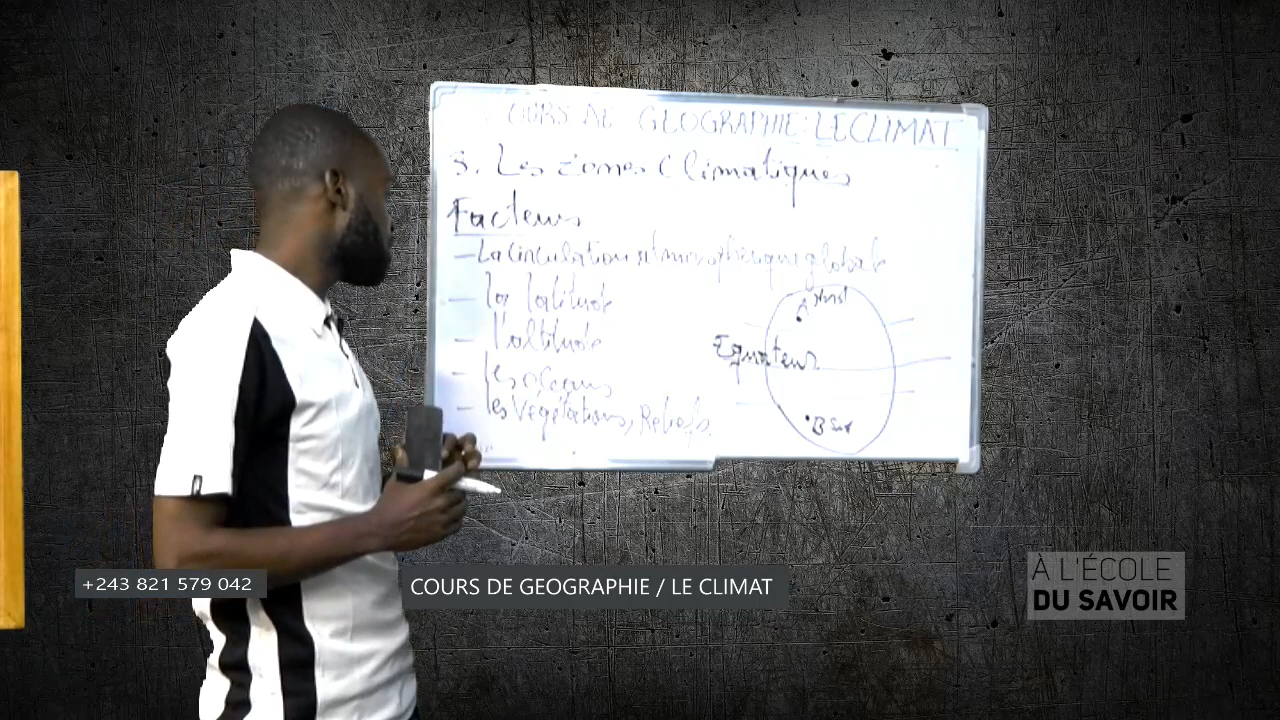 COURS DE GEOGRAPHIE: LE CLIMAT
3. Les zones Climatiques
Facteurs
- La circulation atmosphérique globale
- la latitude
- l'altitude
- les océans
- les Végétations, Reliefs.
A Nord
Equateur
B Sud
+243 821 579 042
COURS DE GEOGRAPHIE / LE CLIMAT
À L'ÉCOLE
DU SAVOIR